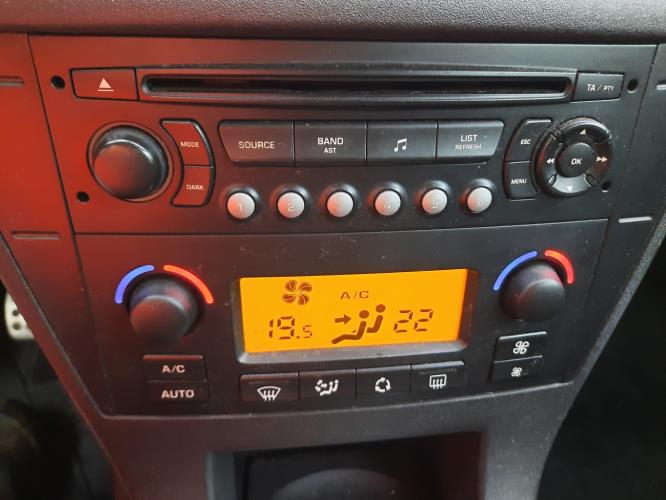 TA / PTY
MODE
DARK
SOURCE
BAND
AST
LIST
REFRESH
ESC
MENU
OK
1 2 3 4 5 6
A/C
19.5 22
A/C
AUTO